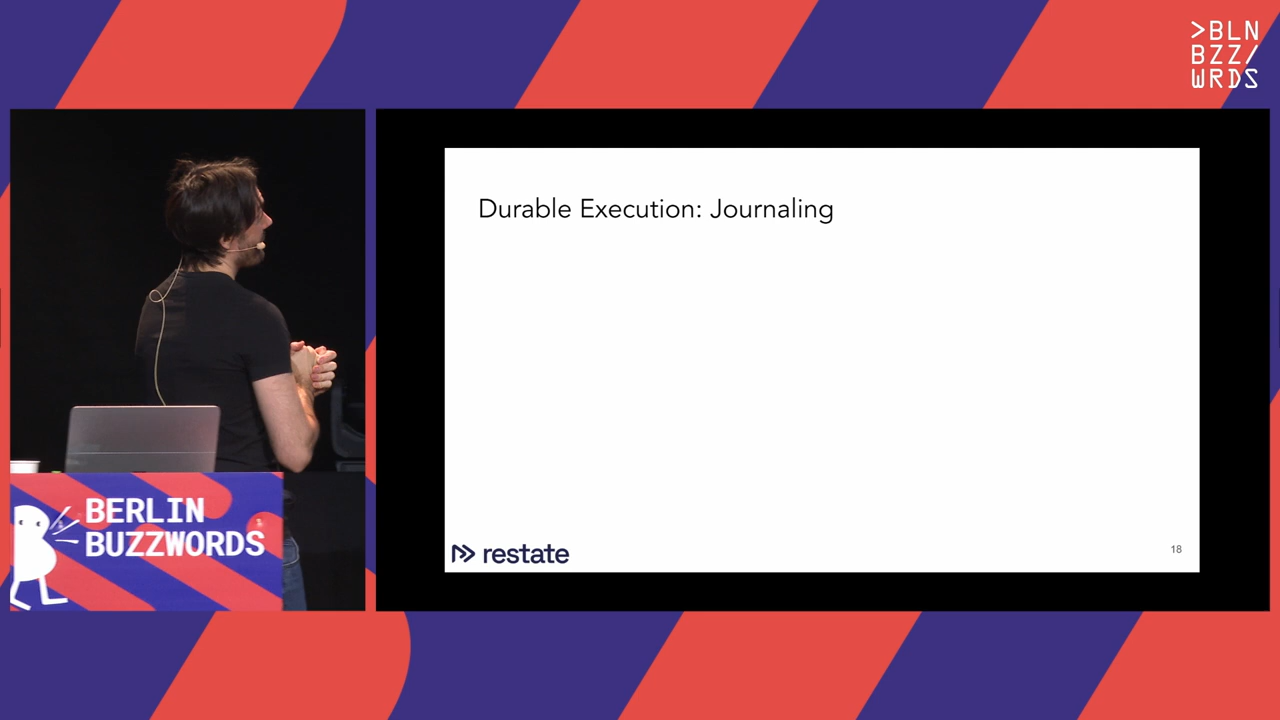 >BLN
BZZ/
WRDS
Durable Execution: Journaling
restate
18
BERLIN
BUZZWORDS